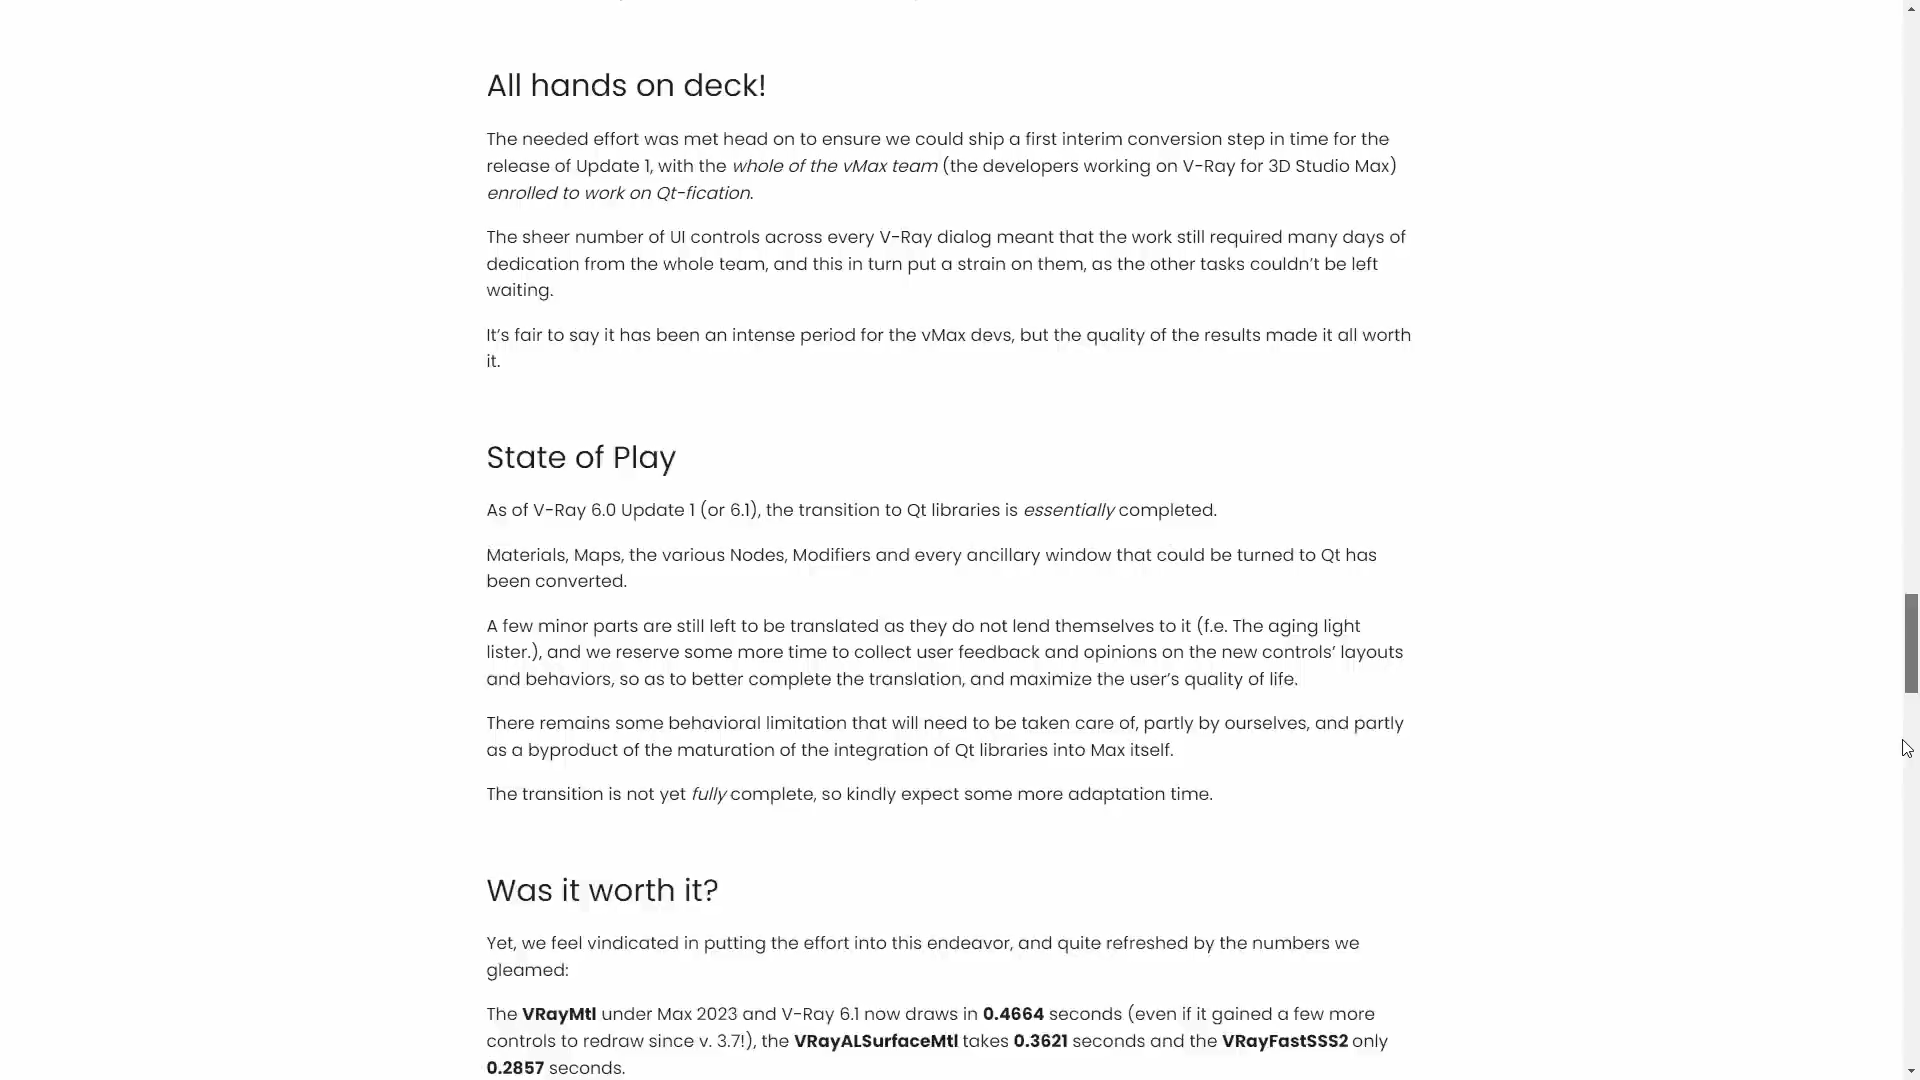 All hands on deck!
The needed effort was met head on to ensure we could ship a first interim conversion step in time for the
release of Update 1, with the whole of the vMax team (the developers working on V-Ray for 3D Studio Max)
enrolled to work on Qt-fication.
The sheer number of UI controls across every V-Ray dialog meant that the work still required many days of
dedication from the whole team, and this in turn put a strain on them, as the other tasks couldn’t be left
waiting.
It’s fair to say it has been an intense period for the vMax devs, but the quality of the results made it all worth
it.
State of Play
As of V-Ray 6.0 Update 1 (or 6.1), the transition to Qt libraries is essentially completed.
Materials, Maps, the various Nodes, Modifiers and every ancillary window that could be turned to Qt has
been converted.
A few minor parts are still left to be translated as they do not lend themselves to it (f.e. The aging light
lister.), and we reserve some more time to collect user feedback and opinions on the new controls’ layouts
and behaviors, so as to better complete the translation, and maximize the user’s quality of life.
There remains some behavioral limitation that will need to be taken care of, partly by ourselves, and partly
as a byproduct of the maturation of the integration of Qt libraries into Max itself.
The transition is not yet fully complete, so kindly expect some more adaptation time.
Was it worth it?
Yet, we feel vindicated in putting the effort into this endeavor, and quite refreshed by the numbers we
gleamed:
The VRayMtl under Max 2023 and V-Ray 6.1 now draws in 0.4664 seconds (even if it gained a few more
controls to redraw since v. 3.7!), the VRayALSurfaceMtl takes 0.3621 seconds and the VRayFastSSS2 only
0.2857 seconds.